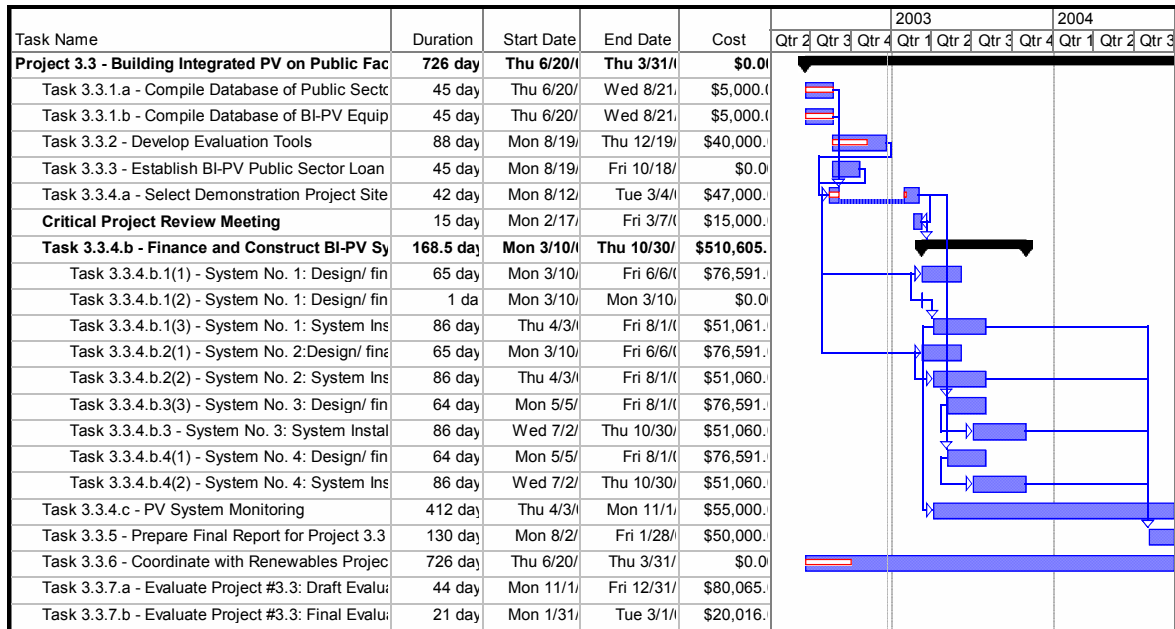 2003 2004
Task Name Duration Start Date End Date Cost Qtr 2 Qtr 3 Qtr 4 Qtr 1 Qtr 2 Qtr 3 Qtr 4 Qtr 1 Qtr 2 Qtr 3
Project 3.3 - Building Integrated PV on Public Fac 726 day Thu 6/20/0 Thu 3/31/0 $0.00
Task 3.3.1.a - Compile Database of Public Secto 45 day Thu 6/20/ Wed 8/21/ $5,000.0
Task 3.3.1.b - Compile Database of BI-PV Equip 45 day Thu 6/20/ Wed 8/21/ $5,000.0
Task 3.3.2 - Develop Evaluation Tools 88 day Mon 8/19/ Thu 12/19/ $40,000.
Task 3.3.3 - Establish BI-PV Public Sector Loan 45 day Mon 8/19/ Fri 10/18/ $0.0
Task 3.3.4.a - Select Demonstration Project Site 42 day Mon 8/12/ Tue 3/4/0 $47,000.
Critical Project Review Meeting 15 day Mon 2/17/ Fri 3/7/0 $15,000.
Task 3.3.4.b - Finance and Construct BI-PV Sy 168.5 day Mon 3/10/0 Thu 10/30/ $510,605.
Task 3.3.4.b.1(1) - System No. 1: Design/ fin 65 day Mon 3/10/ Fri 6/6/0 $76,591.
Task 3.3.4.b.1(2) - System No. 1: Design/ fin 1 da Mon 3/10/ Mon 3/10/ $0.0
Task 3.3.4.b.1(3) - System No. 1: System Ins 86 day Thu 4/3/0 Fri 8/1/0 $51,061.
Task 3.3.4.b.2(1) - System No. 2:Design/ fina 65 day Mon 3/10/ Fri 6/6/0 $76,591.
Task 3.3.4.b.2(2) - System No. 2: System Ins 86 day Thu 4/3/0 Fri 8/1/0 $51,060.
Task 3.3.4.b.3(3) - System No. 3: Design/ fin 64 day Mon 5/5/ Fri 8/1/0 $76,591.
Task 3.3.4.b.3 - System No. 3: System Instal 86 day Wed 7/2/ Thu 10/30/ $51,060.
Task 3.3.4.b.4(1) - System No. 4: Design/ fin 64 day Mon 5/5/ Fri 8/1/0 $76,591.
Task 3.3.4.b.4(2) - System No. 4: System Ins 86 day Wed 7/2/ Thu 10/30/ $51,060.
Task 3.3.4.c - PV System Monitoring 412 day Thu 4/3/0 Mon 11/1/ $55,000.
Task 3.3.5 - Prepare Final Report for Project 3.3 130 day Mon 8/2/ Fri 1/28/ $50,000.
Task 3.3.6 - Coordinate with Renewables Projec 726 day Thu 6/20/ Thu 3/31/ $0.0
Task 3.3.7.a - Evaluate Project #3.3: Draft Evalua 44 day Mon 11/1/ Fri 12/31/ $80,065.
Task 3.3.7.b - Evaluate Project #3.3: Final Evalua 21 day Mon 1/31/ Tue 3/1/0 $20,016.